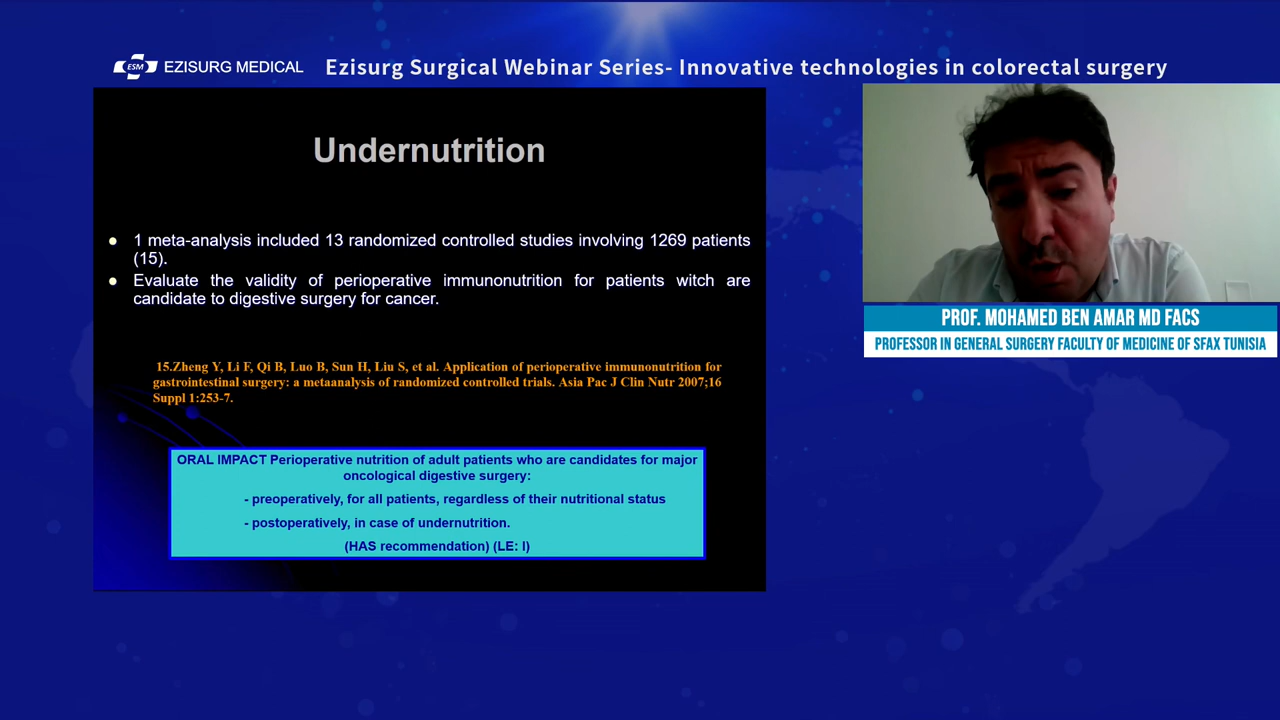 ESM EZISURG MEDICAL
Ezisurg Surgical Webinar Series- Innovative technologies in colorectal surgery
Undernutrition
● 1 meta-analysis included 13 randomized controlled studies involving 1269 patients
(15).
● Evaluate the validity of perioperative immunonutrition for patients witch are
candidate to digestive surgery for cancer.
15.Zheng Y, Li F, Qi B, Luo B, Sun H, Liu S, et al. Application of perioperative immunonutrition for
gastrointestinal surgery: a metaanalysis of randomized controlled trials. Asia Pac J Clin Nutr 2007;16
Suppl 1:253-7.
ORAL IMPACT Perioperative nutrition of adult patients who are candidates for major
oncological digestive surgery:
- preoperatively, for all patients, regardless of their nutritional status
- postoperatively, in case of undernutrition.
(HAS recommendation) (LE: I)
PROF. MOHAMED BEN AMAR MD FACS
PROFESSOR IN GENERAL SURGERY FACULTY OF MEDICINE OF SFAX TUNISIA